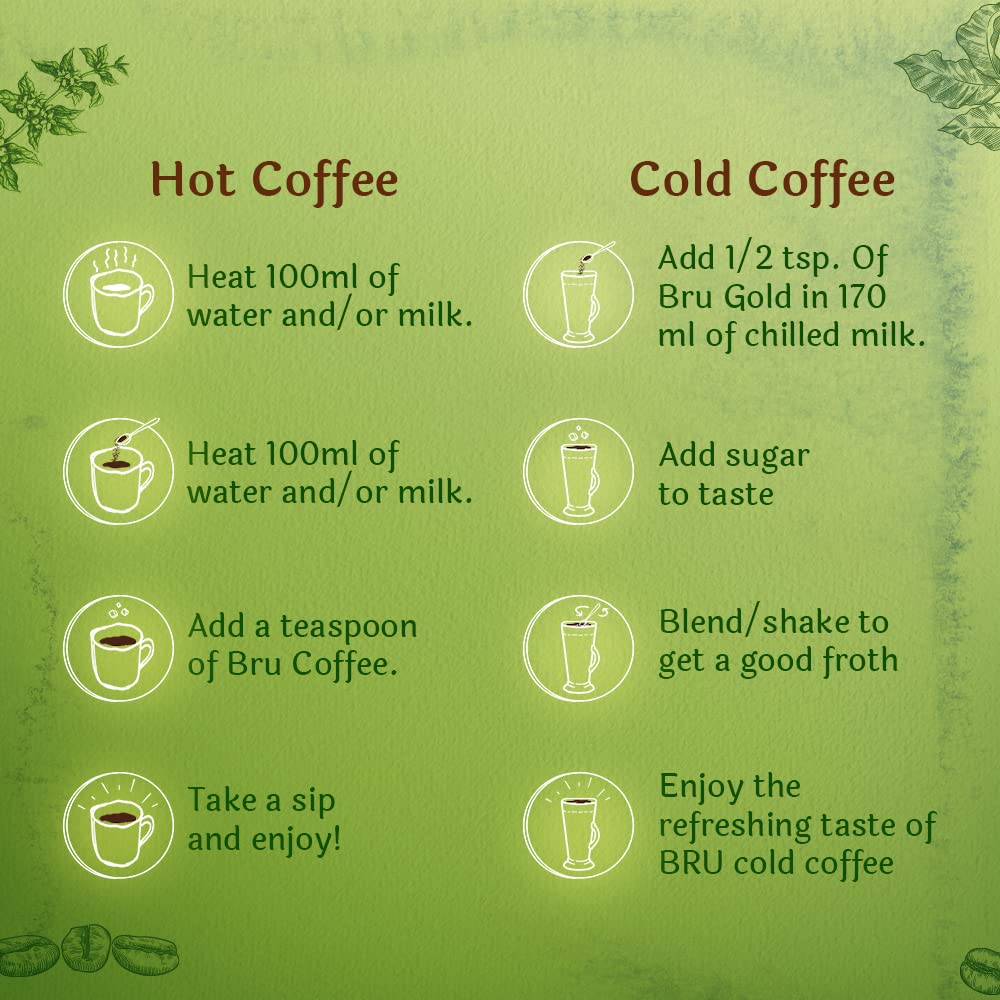 Hot Coffee
Heat 100ml of
water and/or milk.
Heat 100ml of
water and/or milk.
Add a teaspoon
of Bru Coffee.
Take a sip
and enjoy!
Cold Coffee
Add 1/2 tsp. Of
Bru Gold in 170
ml of chilled milk.
Add sugar
to taste
Blend/shake to
get a good froth
Enjoy the
refreshing taste of
BRU cold coffee